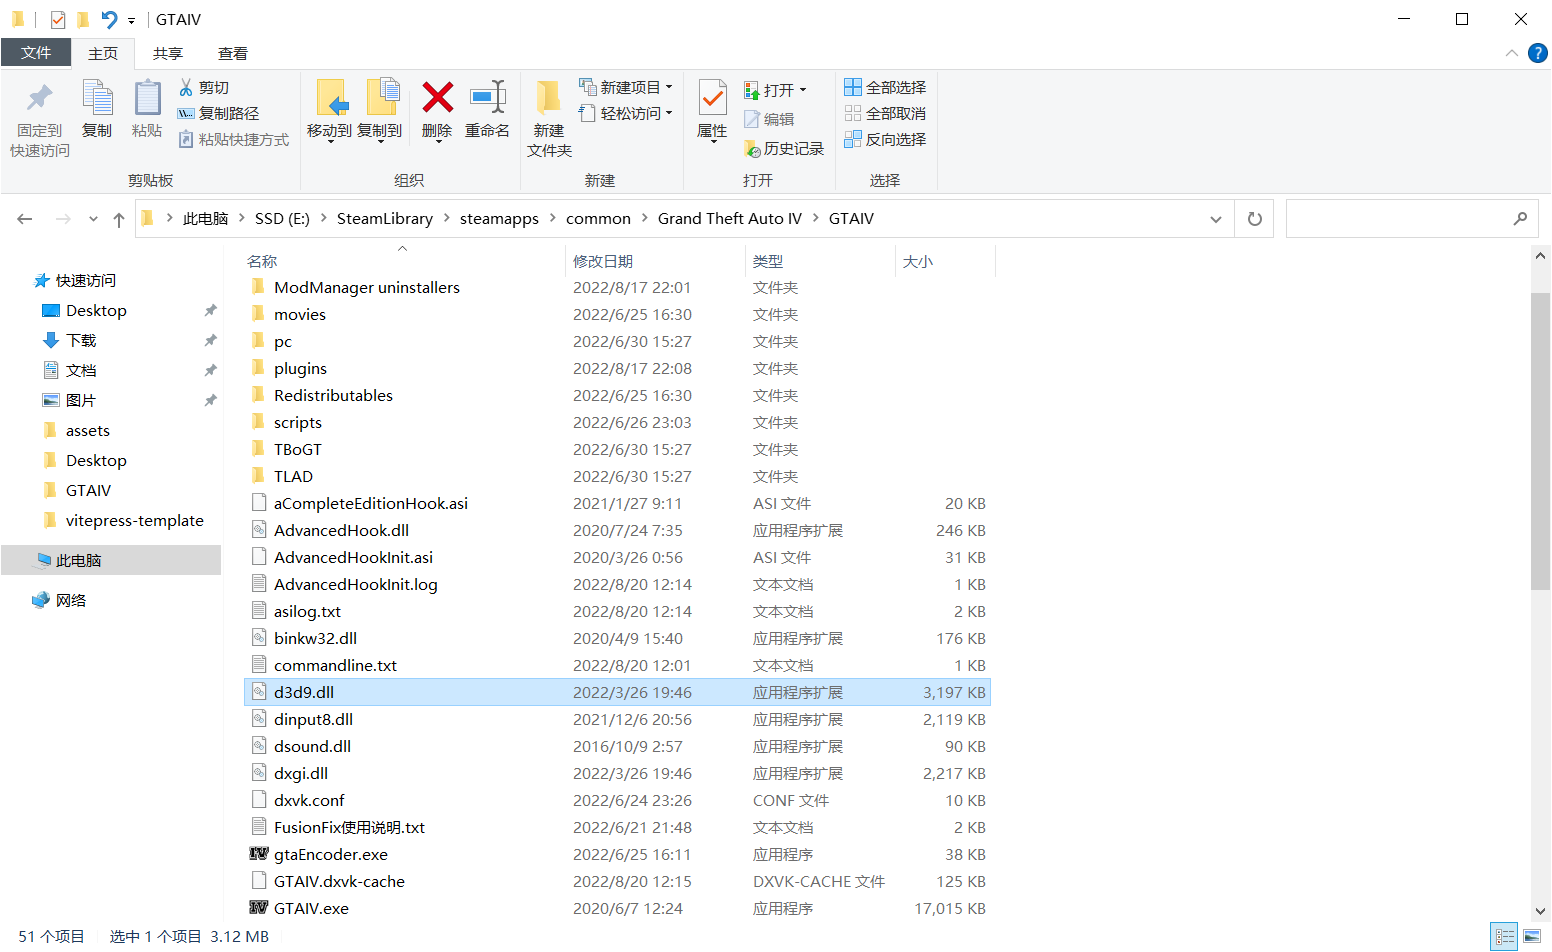 GTAIV
文件 主页 共享 查看
固定到快速访问 复制 粘贴 剪切 复制路径 粘贴快捷方式
移动到 复制到 删除 重命名
新建文件夹 新建项目 轻松访问
属性 打开 编辑 历史记录
全部选择 全部取消 反向选择
剪贴板 组织 新建 打开 选择
此电脑 SSD (E:) SteamLibrary steamapps common Grand Theft Auto IV GTAIV
快速访问
Desktop
下载
文档
图片
assets
Desktop
GTAIV
vitepress-template
此电脑
网络
名称 修改日期 类型 大小
ModManager uninstallers 2022/8/17 22:01 文件夹
movies 2022/6/25 16:30 文件夹
pc 2022/6/30 15:27 文件夹
plugins 2022/8/17 22:08 文件夹
Redistributables 2022/6/25 16:30 文件夹
scripts 2022/6/26 23:03 文件夹
TBoGT 2022/6/30 15:27 文件夹
TLAD 2022/6/30 15:27 文件夹
aCompleteEditionHook.asi 2021/1/27 9:11 ASI 文件 20 KB
AdvancedHook.dll 2020/7/24 7:35 应用程序扩展 246 KB
AdvancedHookInit.asi 2020/3/26 0:56 ASI 文件 31 KB
AdvancedHookInit.log 2022/8/20 12:14 文本文档 1 KB
asilog.txt 2022/8/20 12:14 文本文档 2 KB
binkw32.dll 2020/4/9 15:40 应用程序扩展 176 KB
commandline.txt 2022/8/20 12:01 文本文档 1 KB
d3d9.dll 2022/3/26 19:46 应用程序扩展 3,197 KB
dinput8.dll 2021/12/6 20:56 应用程序扩展 2,119 KB
dsound.dll 2016/10/9 2:57 应用程序扩展 90 KB
dxgi.dll 2022/3/26 19:46 应用程序扩展 2,217 KB
dxvk.conf 2022/6/24 23:26 CONF 文件 10 KB
FusionFix使用说明.txt 2022/6/21 21:48 文本文档 2 KB
gtaEncoder.exe 2022/6/25 16:11 应用程序 38 KB
GTAIV.dxvk-cache 2022/8/20 12:15 DXVK-CACHE 文件 125 KB
GTAIV.exe 2020/6/7 12:24 应用程序 17,015 KB
51 个项目 选中 1 个项目 3.12 MB